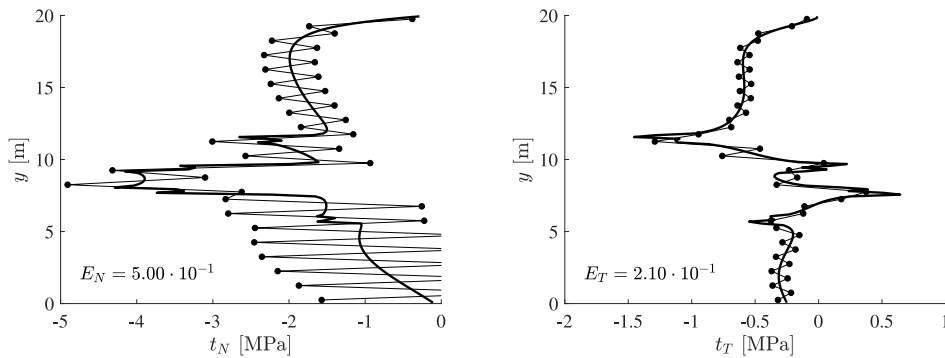 20
15
10
5
0
y [m]
E_N = 5.00 · 10^{-1}
-5 -4 -3 -2 -1 0
t_N [MPa]
20
15
10
5
0
y [m]
E_T = 2.10 · 10^{-1}
-2 -1.5 -1 -0.5 0 0.5 1
t_T [MPa]